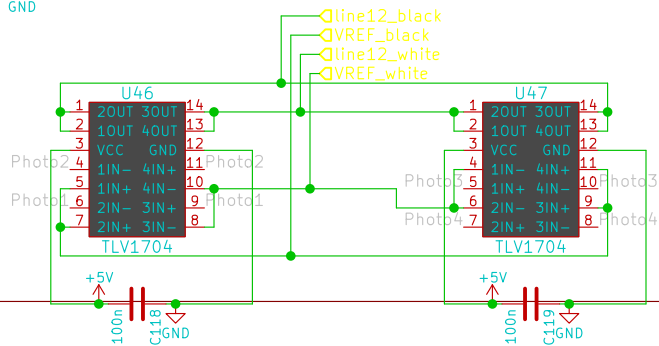 GND
line12_black
VREF_black
line12_white
VREF_white
U46
U47
1 2OUT 3OUT 14
2 1OUT 4OUT 13
3 VCC GND 12
4 1IN- 4IN+ 11
5 1IN+ 4IN- 10
6 2IN- 3IN+ 9
7 2IN+ 3IN- 8
Photo2
Photo2
Photo1
Photo1
TLV1704
1 2OUT 3OUT 14
2 1OUT 4OUT 13
3 VCC GND 12
4 1IN- 4IN+ 11
5 1IN+ 4IN- 10
6 2IN- 3IN+ 9
7 2IN+ 3IN- 8
Photo3
Photo3
Photo4
Photo4
TLV1704
+5V
100n
C118
GND
+5V
100n
C119
GND